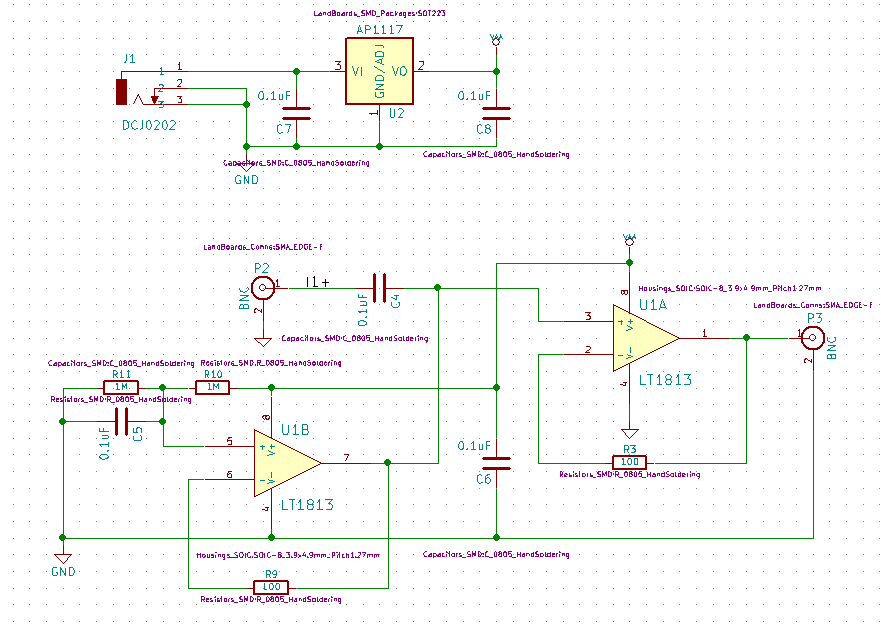 LandBoards_SMD_Packages:SOT223
AP1117
J1
1
1
2
2
3
3
DCJ0202
3
VI
GND/ADJ
VO
2
1
U2
0.1uF
C7
0.1uF
C8
Capacitors_SMD:C_0805_HandSoldering
Capacitors_SMD:C_0805_HandSoldering
GND
LandBoards_Conns:SMA_EDGE-F
P2
1
I1+
BNC
2
0.1uF
C4
Capacitors_SMD:C_0805_HandSoldering
Housings_SOIC:SOIC-8_3.9x4.9mm_Pitch1.27mm
8
U1A
LandBoards_Conns:SMA_EDGE-F
P3
3
+
V+
1
1
BNC
2
-
V-
2
4
LT1813
Capacitors_SMD:C_0805_HandSoldering
Resistors_SMD:R_0805_HandSoldering
R11
1M
R10
1M
Resistors_SMD:R_0805_HandSoldering
0.1uF
C5
8
U1B
5
+
V+
7
6
-
V-
4
LT1813
0.1uF
C6
R3
100
Resistors_SMD:R_0805_HandSoldering
Housings_SOIC:SOIC-8_3.9x4.9mm_Pitch1.27mm
Capacitors_SMD:C_0805_HandSoldering
GND
R9
100
Resistors_SMD:R_0805_HandSoldering